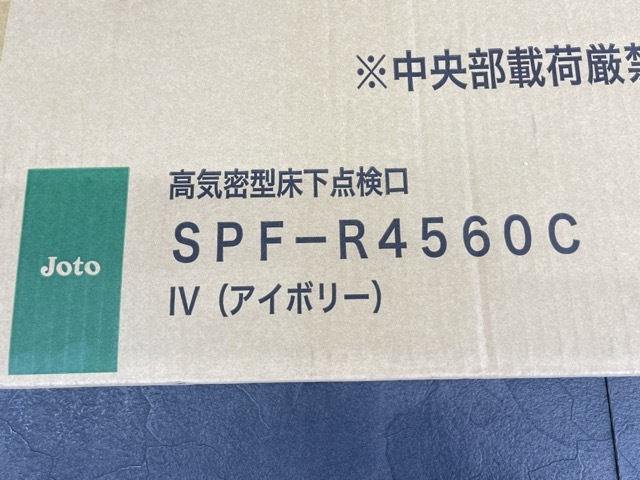 ※中央部載荷厳禁
高気密型床下点検口
SPF-R4560C
Joto
IV（アイボリー）